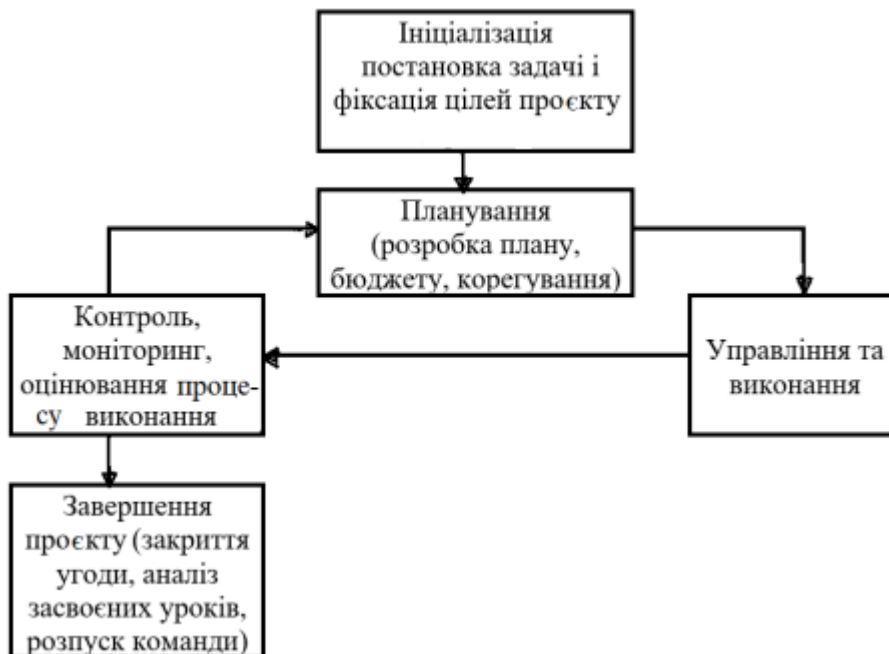 Ініціалізація
постановка задачі і
фіксація цілей проєкту
Планування
(розробка плану,
бюджету, корегування)
Контроль,
моніторинг,
оцінювання проце-
су виконання
Управління та
виконання
Завершення
проєкту (закриття
угоди, аналіз
засвоєних уроків,
розпуск команди)